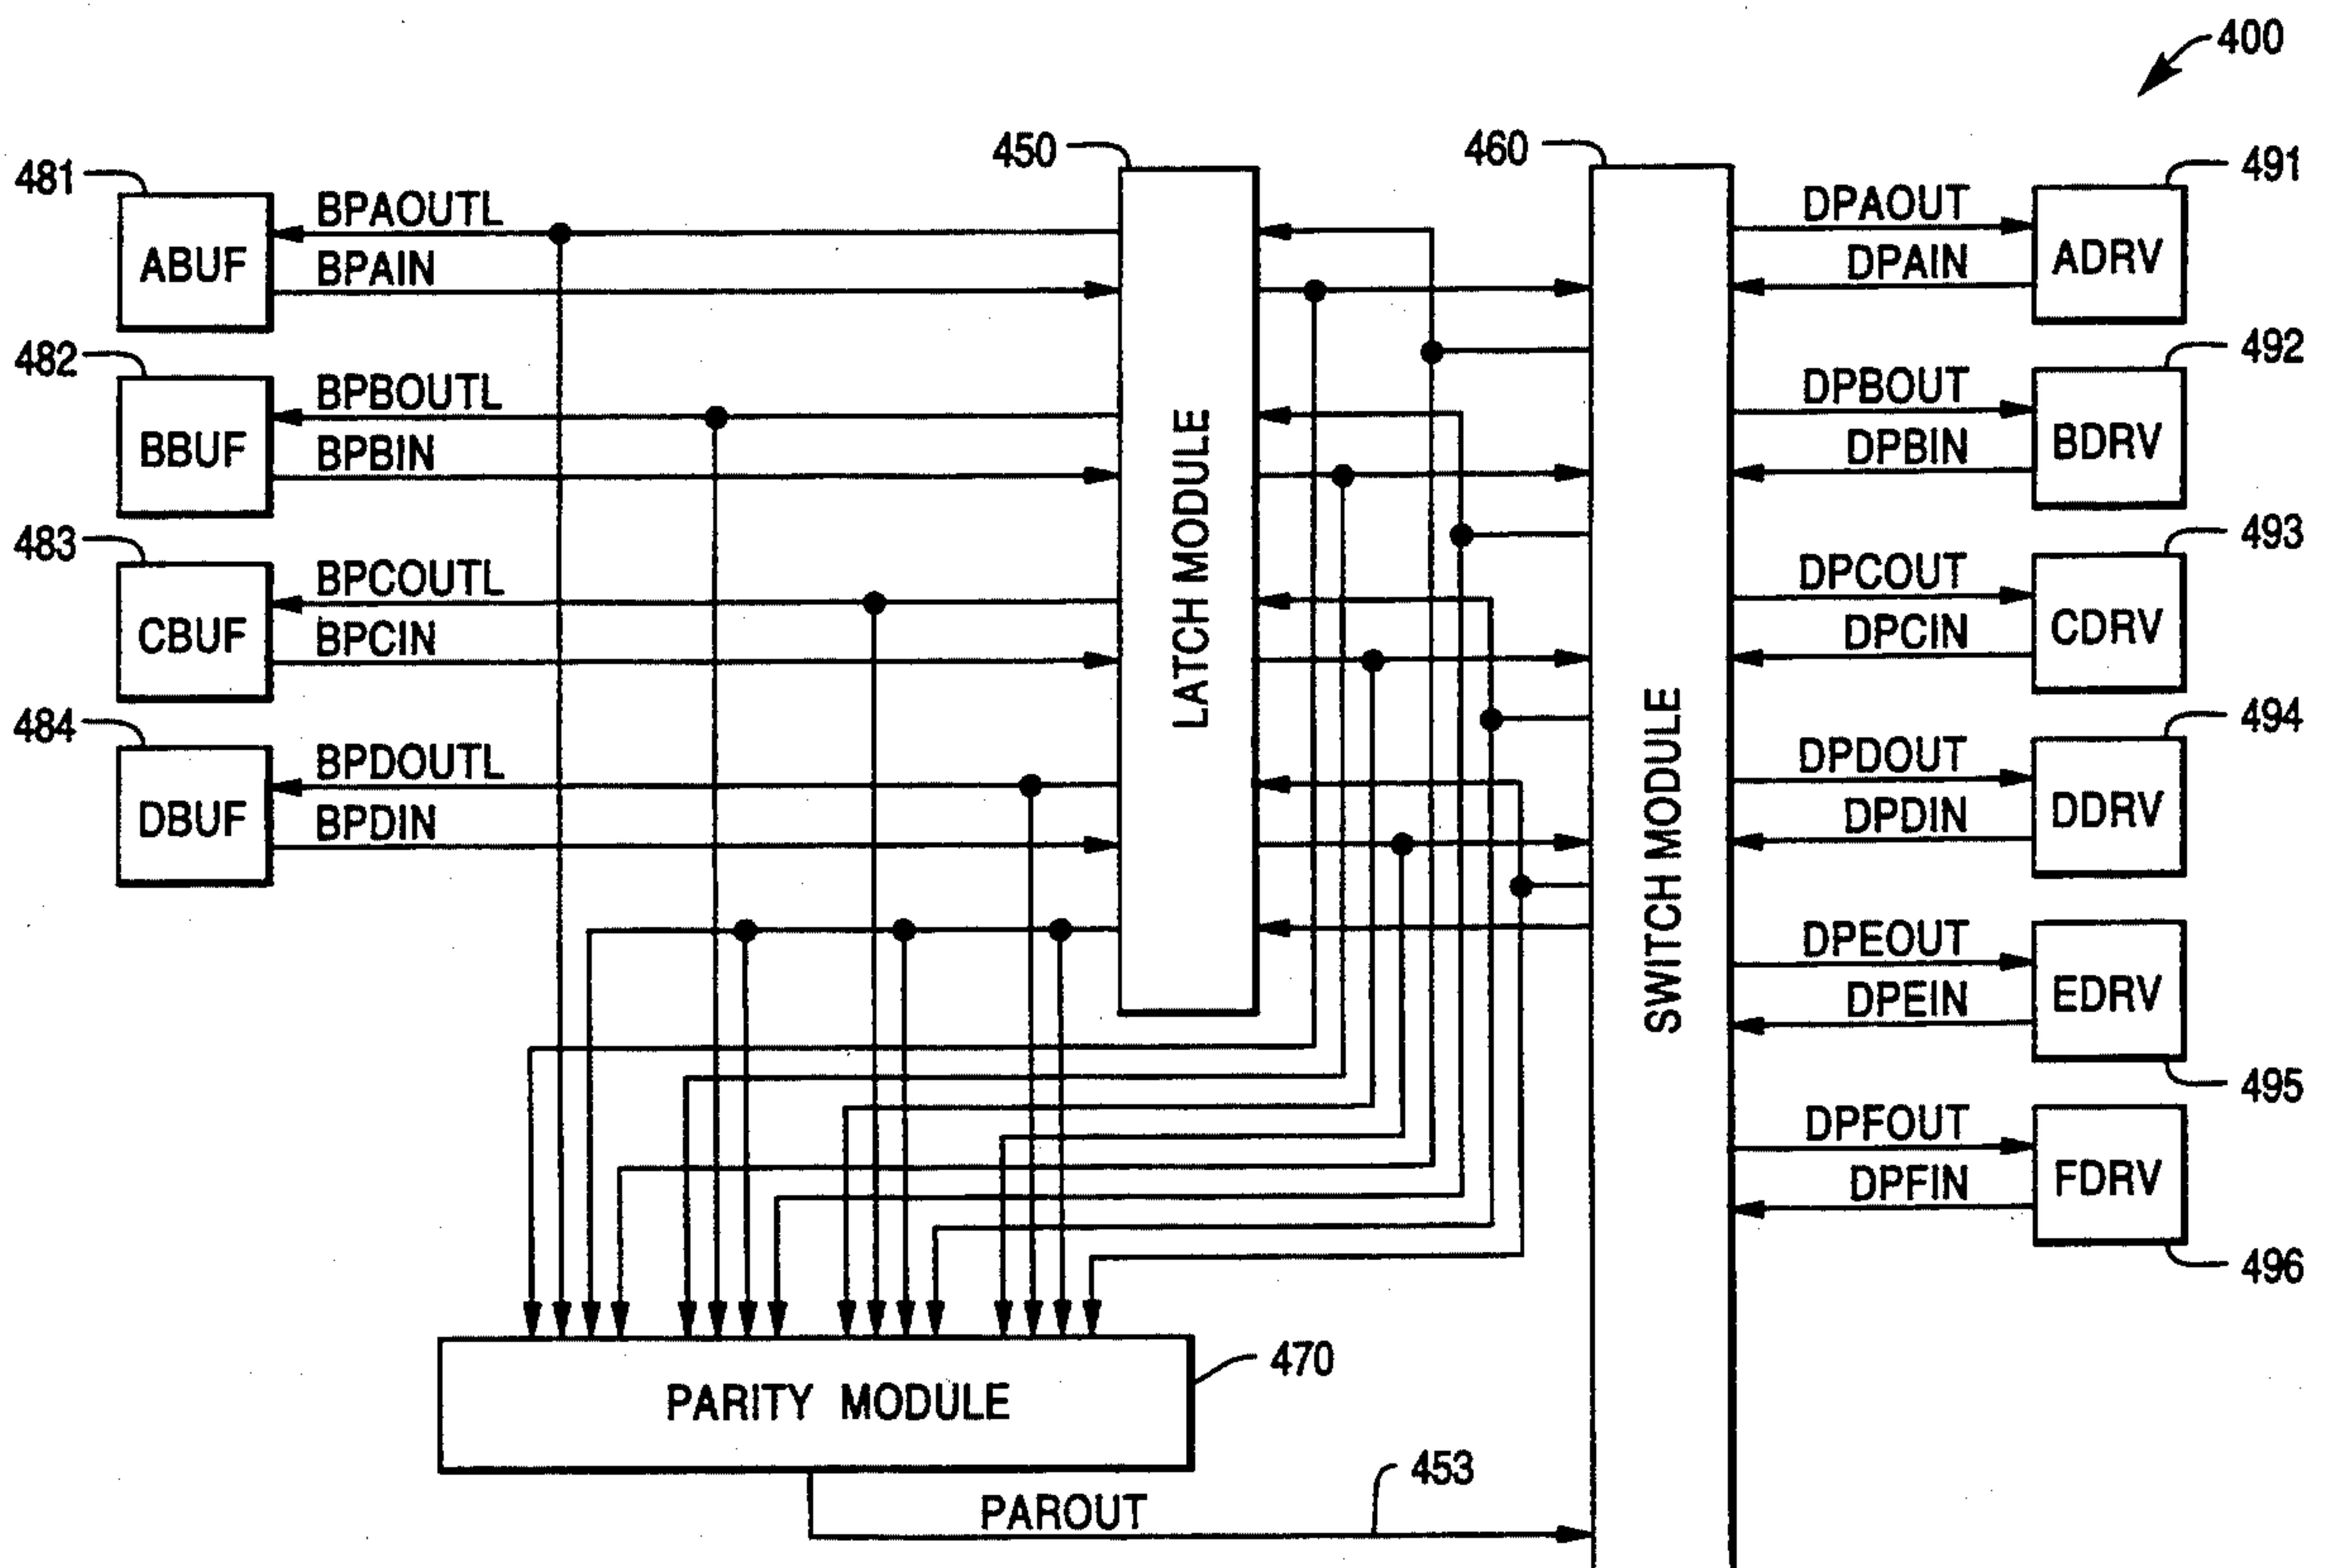 400
450
460
481
ABUF
BPAOUTL
BPAIN
DPAOUT
DPAIN
491
ADRV
482
BBUF
BPBOUTL
BPBIN
DPBOUT
DPBIN
492
BDRV
483
CBUF
BPCOUTL
BPCIN
DPCOUT
DPCIN
493
CDRV
484
DBUF
BPDOUTL
BPDIN
DPDOUT
DPDIN
494
DDRV
LATCH MODULE
SWITCH MODULE
DPEOUT
DPEIN
EDRV
495
DPFOUT
DPFIN
FDRV
496
PARITY MODULE
470
PAROUT
453